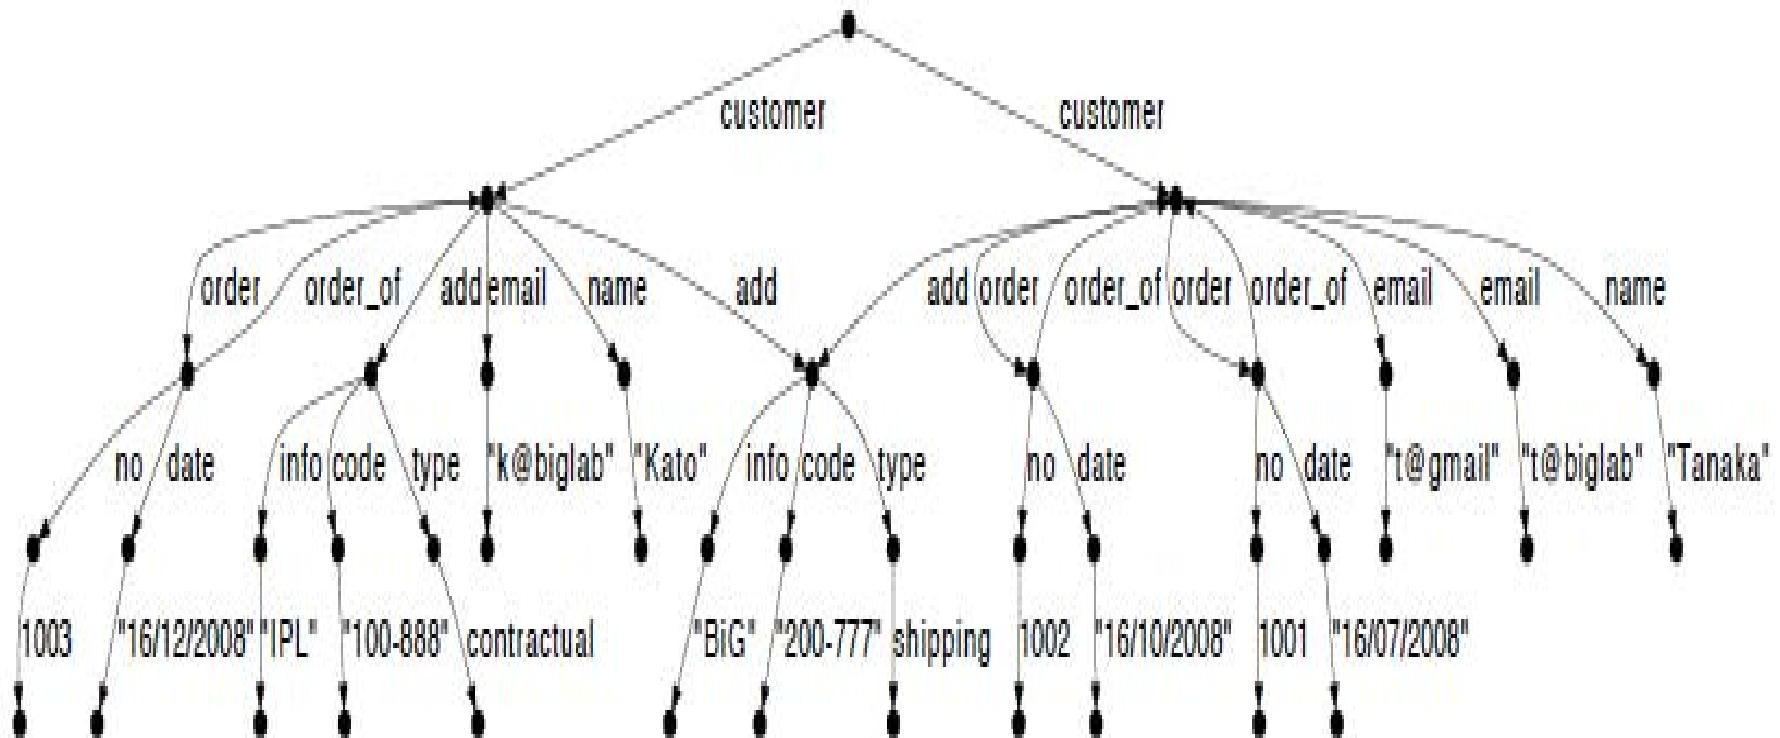 customer customer
order order_of add email name add add order order_of order order_of email email name
no date info code type "k@biglab" "Kato" info code type no date no date "t@gmail" "t@biglab" "Tanaka"
1003 "16/12/2008" "IPL" "100-888" contractual "BiG" "200-777" shipping 1002 "16/10/2008" 1001 "16/07/2008"